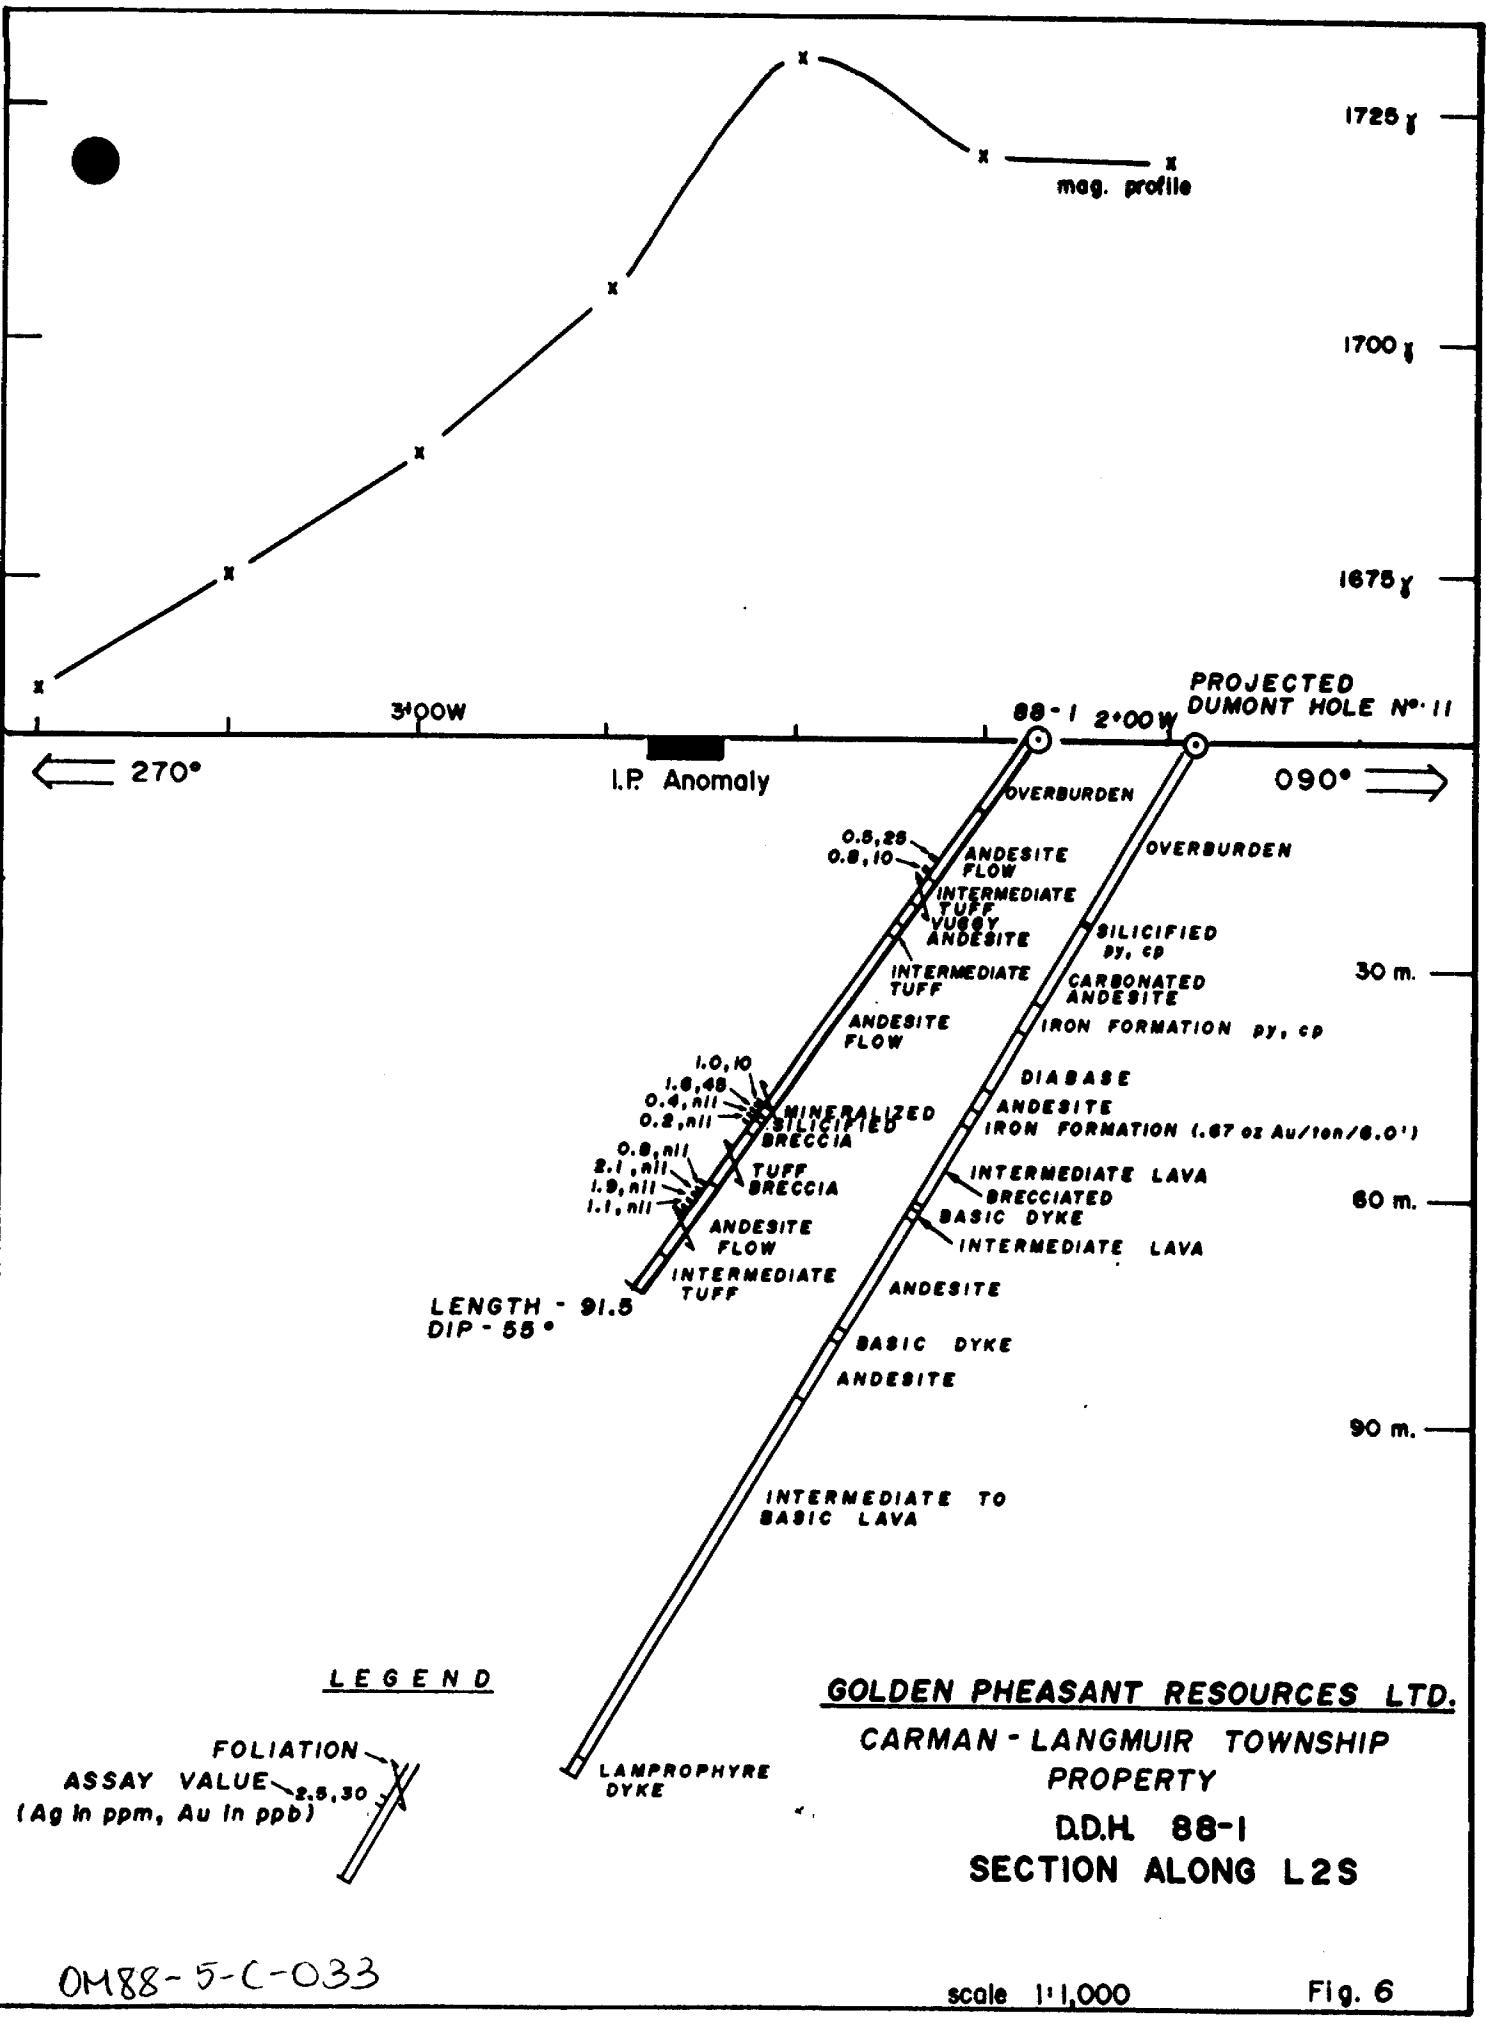 1725 γ
mag. profile
1700 γ
1675 γ
PROJECTED
DUMONT HOLE Nº. 11
3+00W
88-1
2+00W
270°
I.P. Anomaly
090°
OVERBURDEN
0.5,25
0.8,10
ANDESITE
FLOW
INTERMEDIATE
TUFF
VUGGY
ANDESITE
INTERMEDIATE
TUFF
ANDESITE
FLOW
1.0,10
1.6,45
0.4,nil
0.2,nil
MINERALIZED
SILICIFIED
BRECCIA
0.8,nil
2.1,nil
1.9,nil
1.1,nil
TUFF
BRECCIA
ANDESITE
FLOW
INTERMEDIATE
TUFF
LENGTH - 91.5
DIP - 55°
OVERBURDEN
SILICIFIED
py, cp
30 m.
CARBONATED
ANDESITE
IRON FORMATION py, cp
DIABASE
ANDESITE
IRON FORMATION (.67 oz Au/ton/6.0')
INTERMEDIATE LAVA
BRECCIATED
BASIC DYKE
60 m.
INTERMEDIATE LAVA
ANDESITE
BASIC DYKE
ANDESITE
90 m.
INTERMEDIATE TO
BASIC LAVA
LAMPROPHYRE
DYKE
LEGEND
FOLIATION
ASSAY VALUE
2.5,30
(Ag in ppm, Au in ppb)
GOLDEN PHEASANT RESOURCES LTD.
CARMAN - LANGMUIR TOWNSHIP
PROPERTY
D.D.H. 88-1
SECTION ALONG L2S
OM88-5-C-033
scale 1:1,000
Fig. 6